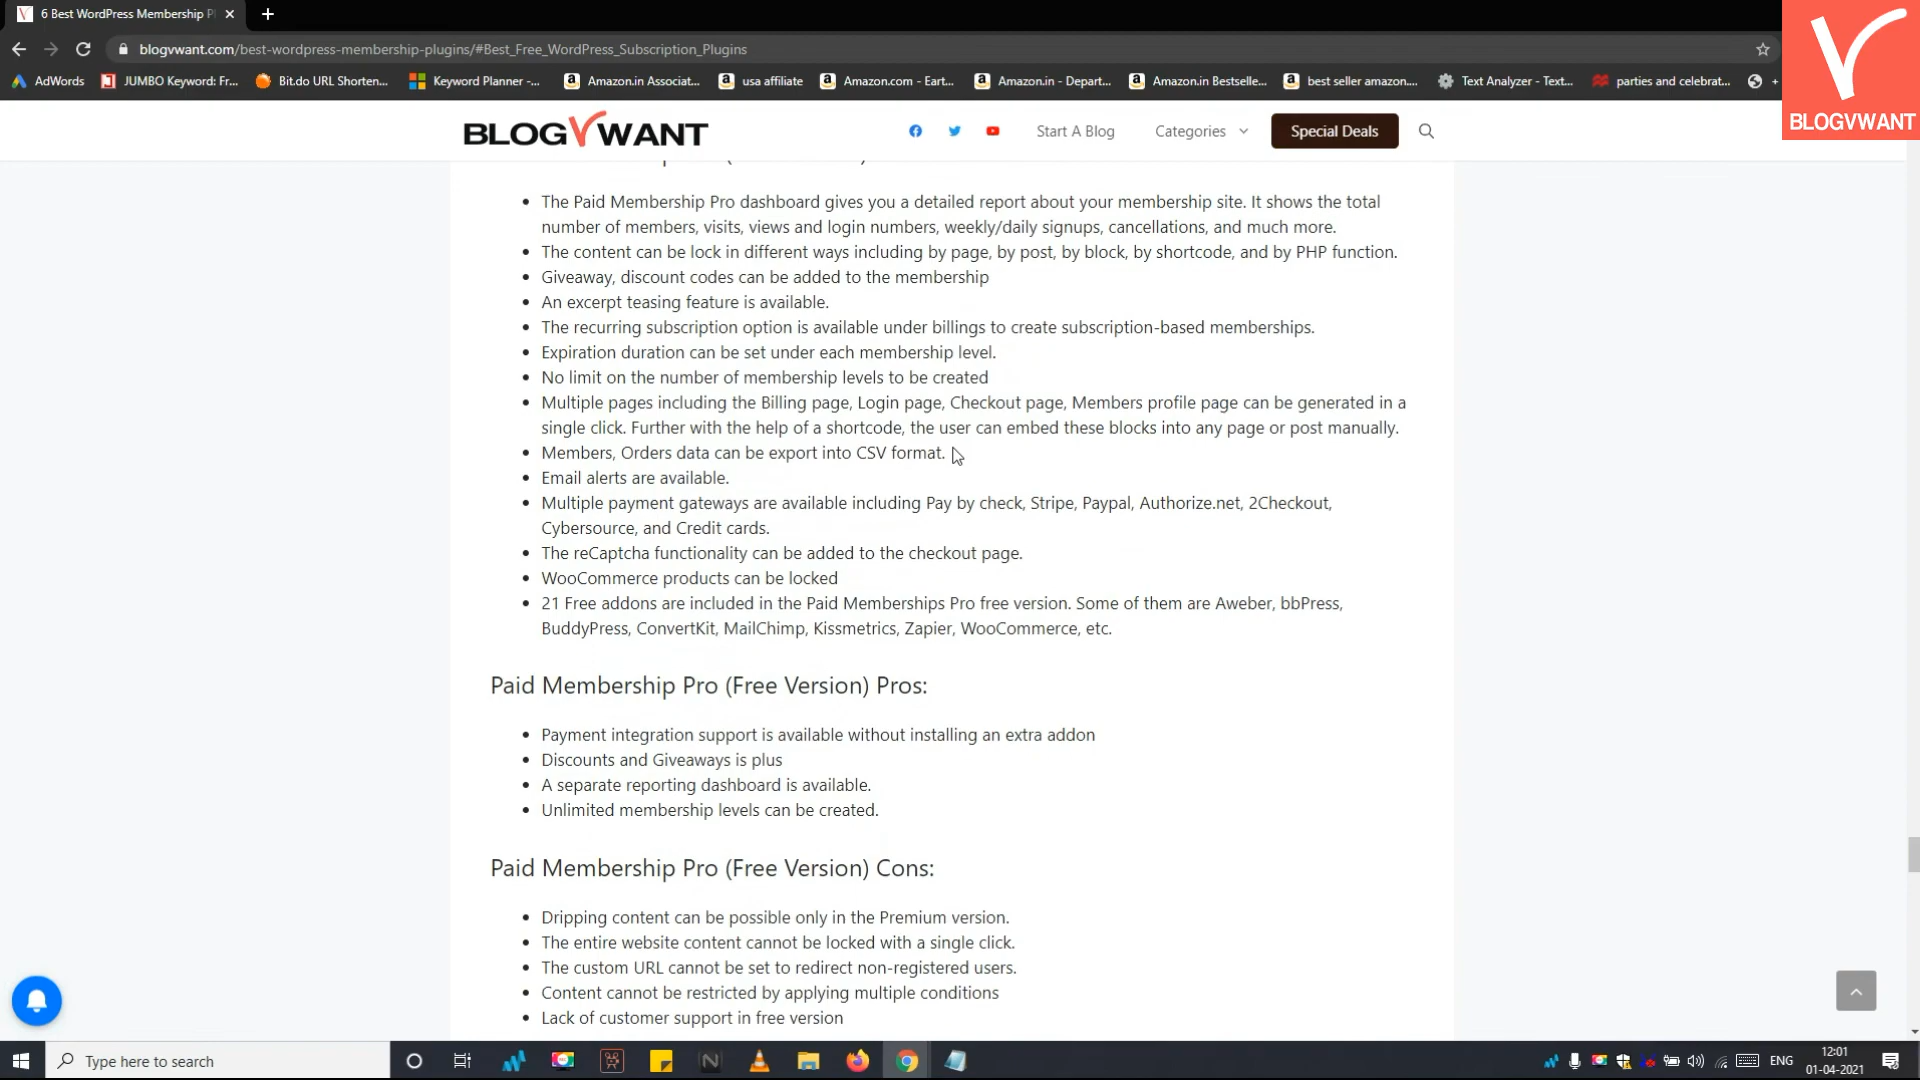 6 Best WordPress Membership P
blogvwant.com/best-wordpress-membership-plugins/#Best_Free_WordPress_Subscription_Plugins
AdWords
JUMBO Keyword: Fr...
Bit.do URL Shorten...
Keyword Planner -...
Amazon.in Associat...
usa affiliate
Amazon.com - Eart...
Amazon.in - Depart...
Amazon.in Bestselle...
best seller amazon....
Text Analyzer - Text...
parties and celebrat...
BLOGVWANT
BLOGVWANT
Start A Blog
Categories
Special Deals
The Paid Membership Pro dashboard gives you a detailed report about your membership site. It shows the total
number of members, visits, views and login numbers, weekly/daily signups, cancellations, and much more.
The content can be lock in different ways including by page, by post, by block, by shortcode, and by PHP function.
Giveaway, discount codes can be added to the membership
An excerpt teasing feature is available.
The recurring subscription option is available under billings to create subscription-based memberships.
Expiration duration can be set under each membership level.
No limit on the number of membership levels to be created
Multiple pages including the Billing page, Login page, Checkout page, Members profile page can be generated in a
single click. Further with the help of a shortcode, the user can embed these blocks into any page or post manually.
Members, Orders data can be export into CSV format.
Email alerts are available.
Multiple payment gateways are available including Pay by check, Stripe, Paypal, Authorize.net, 2Checkout,
Cybersource, and Credit cards.
The reCaptcha functionality can be added to the checkout page.
WooCommerce products can be locked
21 Free addons are included in the Paid Memberships Pro free version. Some of them are Aweber, bbPress,
BuddyPress, ConvertKit, MailChimp, Kissmetrics, Zapier, WooCommerce, etc.
Paid Membership Pro (Free Version) Pros:
Payment integration support is available without installing an extra addon
Discounts and Giveaways is plus
A separate reporting dashboard is available.
Unlimited membership levels can be created.
Paid Membership Pro (Free Version) Cons:
Dripping content can be possible only in the Premium version.
The entire website content cannot be locked with a single click.
The custom URL cannot be set to redirect non-registered users.
Content cannot be restricted by applying multiple conditions
Lack of customer support in free version
Type here to search
ENG
12:01
01-04-2021